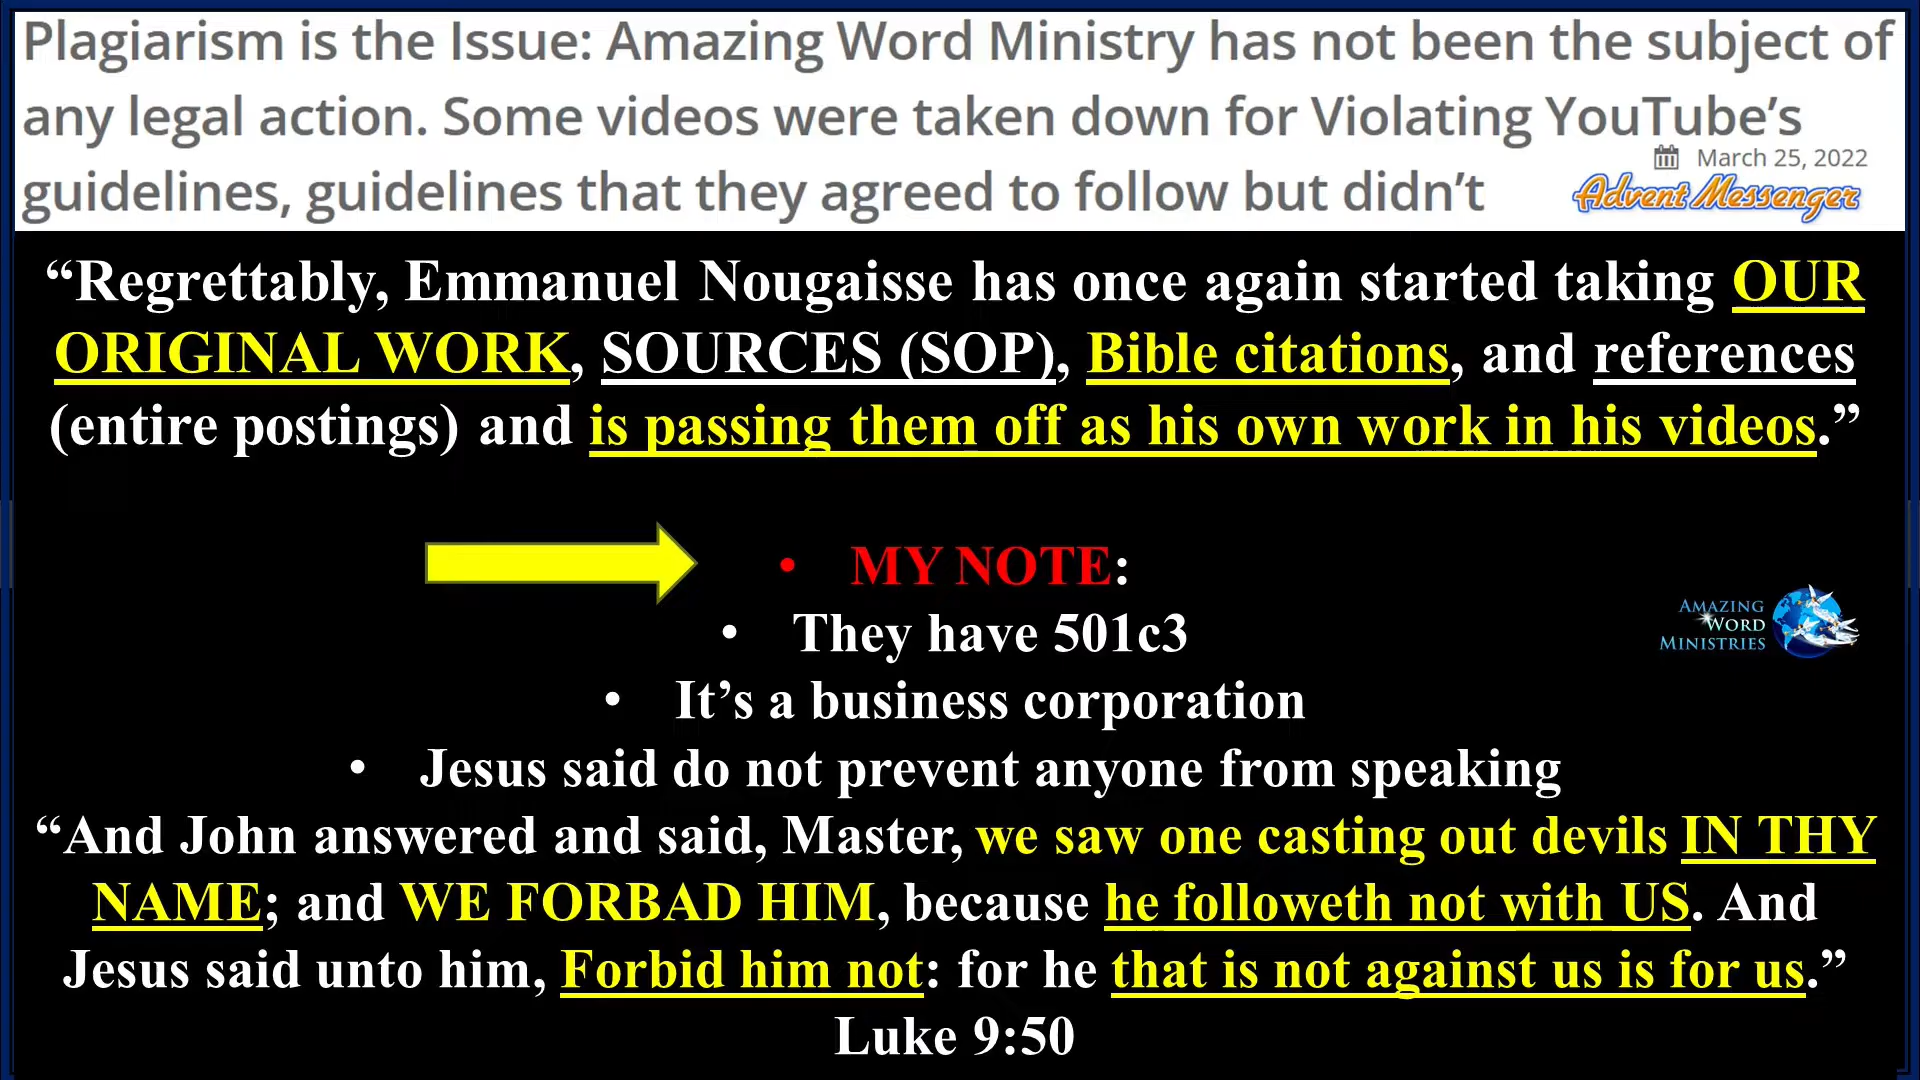 Plagiarism is the Issue: Amazing Word Ministry has not been the subject of
any legal action. Some videos were taken down for Violating YouTube’s
March 25, 2022
guidelines, guidelines that they agreed to follow but didn’t
Advent Messenger
“Regrettably, Emmanuel Nougaisse has once again started taking OUR
ORIGINAL WORK, SOURCES (SOP), Bible citations, and references
(entire postings) and is passing them off as his own work in his videos.”
• MY NOTE:
• They have 501c3
AMAZING
WORD
MINISTRIES
• It’s a business corporation
• Jesus said do not prevent anyone from speaking
“And John answered and said, Master, we saw one casting out devils IN THY
NAME; and WE FORBAD HIM, because he followeth not with US. And
Jesus said unto him, Forbid him not: for he that is not against us is for us.”
Luke 9:50